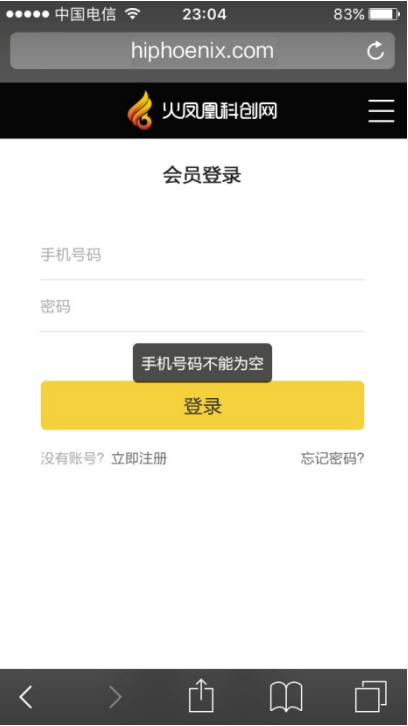 中国电信 23:04 83%
hiphoenix.com
火凤凰科创网
会员登录
手机号码
密码
手机号码不能为空
登录
没有账号? 立即注册 忘记密码?